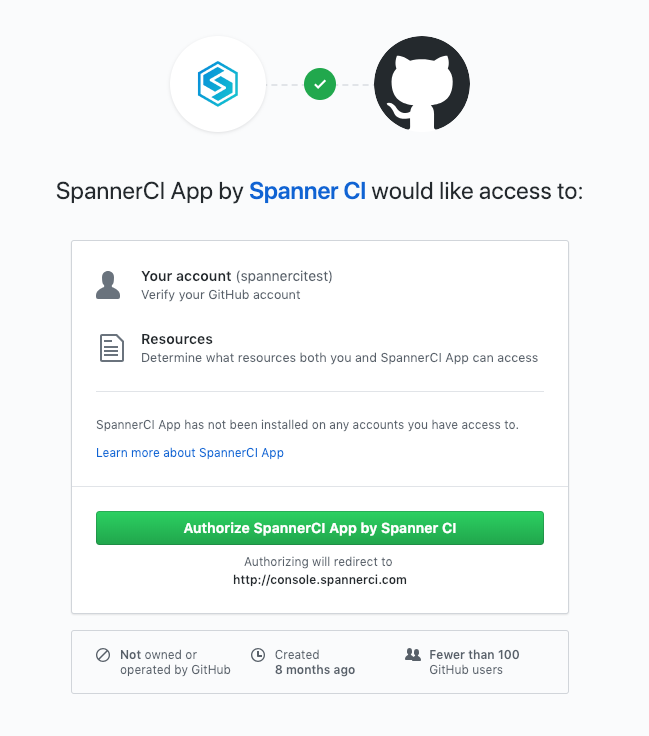 SpannerCI App by Spanner CI would like access to:
Your account (spannercitest)
Verify your GitHub account
Resources
Determine what resources both you and SpannerCI App can access
SpannerCI App has not been installed on any accounts you have access to.
Learn more about SpannerCI App
Authorize SpannerCI App by Spanner CI
Authorizing will redirect to
http://console.spannerci.com
Not owned or
operated by GitHub
Created
8 months ago
Fewer than 100
GitHub users